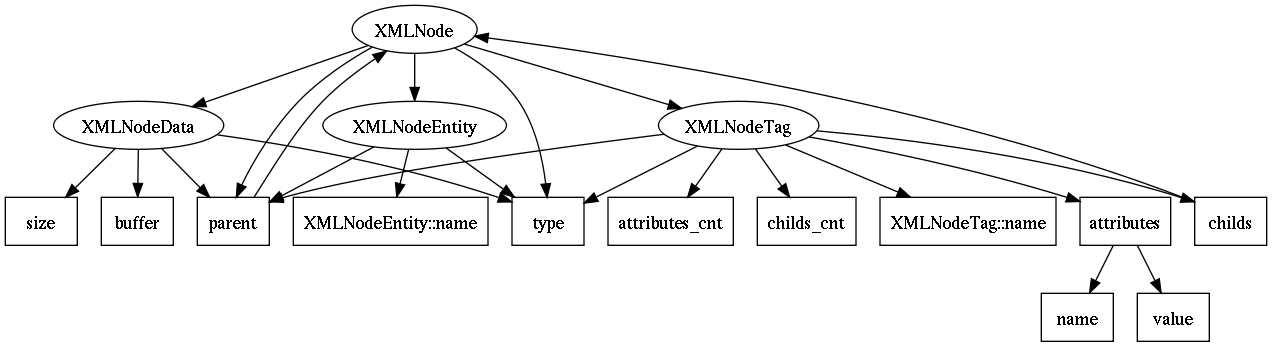 XMLNode
XMLNodeData
XMLNodeEntity
XMLNodeTag
size
buffer
parent
XMLNodeEntity::name
type
attributes_cnt
childs_cnt
XMLNodeTag::name
attributes
childs
name
value